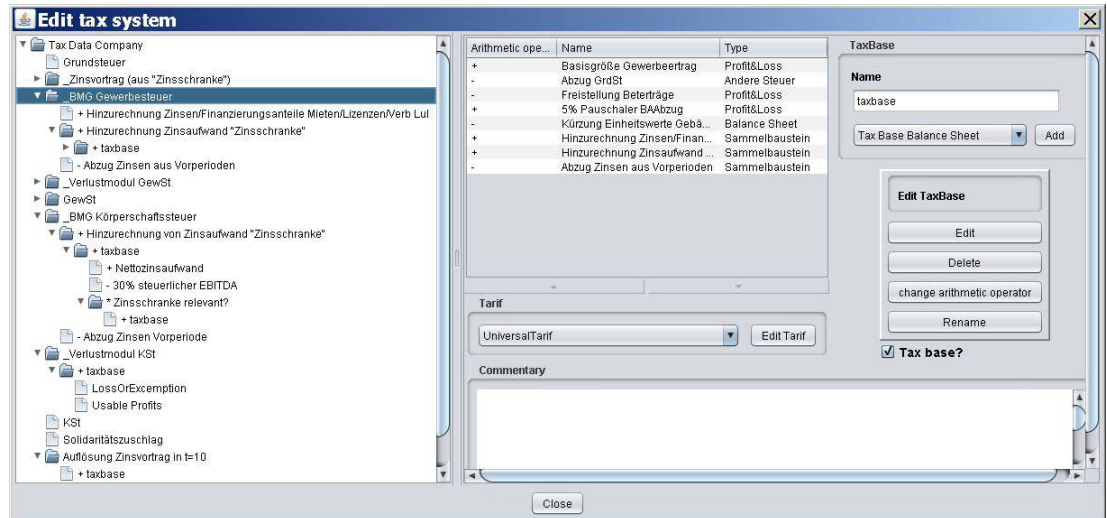 Edit tax system
Tax Data Company
Grundsteuer
_Zinsvortrag (aus "Zinsschranke")
_BMG Gewerbesteuer
+ Hinzurechnung Zinsen/Finanzierungsanteile Mieten/Lizenzen/Verb Lul
+ Hinzurechnung Zinsaufwand "Zinsschranke"
+ taxbase
- Abzug Zinsen aus Vorperioden
_Verlustmodul GewSt
GewSt
_BMG Körperschaftssteuer
+ Hinzurechnung von Zinsaufwand "Zinsschranke"
+ taxbase
+ Nettozinsaufwand
- 30% steuerlicher EBITDA
* Zinsschranke relevant?
+ taxbase
- Abzug Zinsen Vorperiode
_Verlustmodul KSt
+ taxbase
LossOrExcemption
Usable Profits
KSt
Solidaritätszuschlag
Auflösung Zinsvortrag in t=10
+ taxbase
Arithmetic ope... Name Type
+ Basisgröße Gewerbeertrag Profit&Loss
- Abzug GrdSt Andere Steuer
- Freistellung Beterträge Profit&Loss
+ 5% Pauschaler BAAbzug Profit&Loss
- Kürzung Einheitswerte Gebä... Balance Sheet
+ Hinzurechnung Zinsen/Finan... Sammelbaustein
+ Hinzurechnung Zinsaufwand ... Sammelbaustein
- Abzug Zinsen aus Vorperioden Sammelbaustein
Tarif
UniversalTarif Edit Tarif
Commentary
TaxBase
Name
taxbase
Tax Base Balance Sheet Add
Edit TaxBase
Edit
Delete
change arithmetic operator
Rename
Tax base?
Close